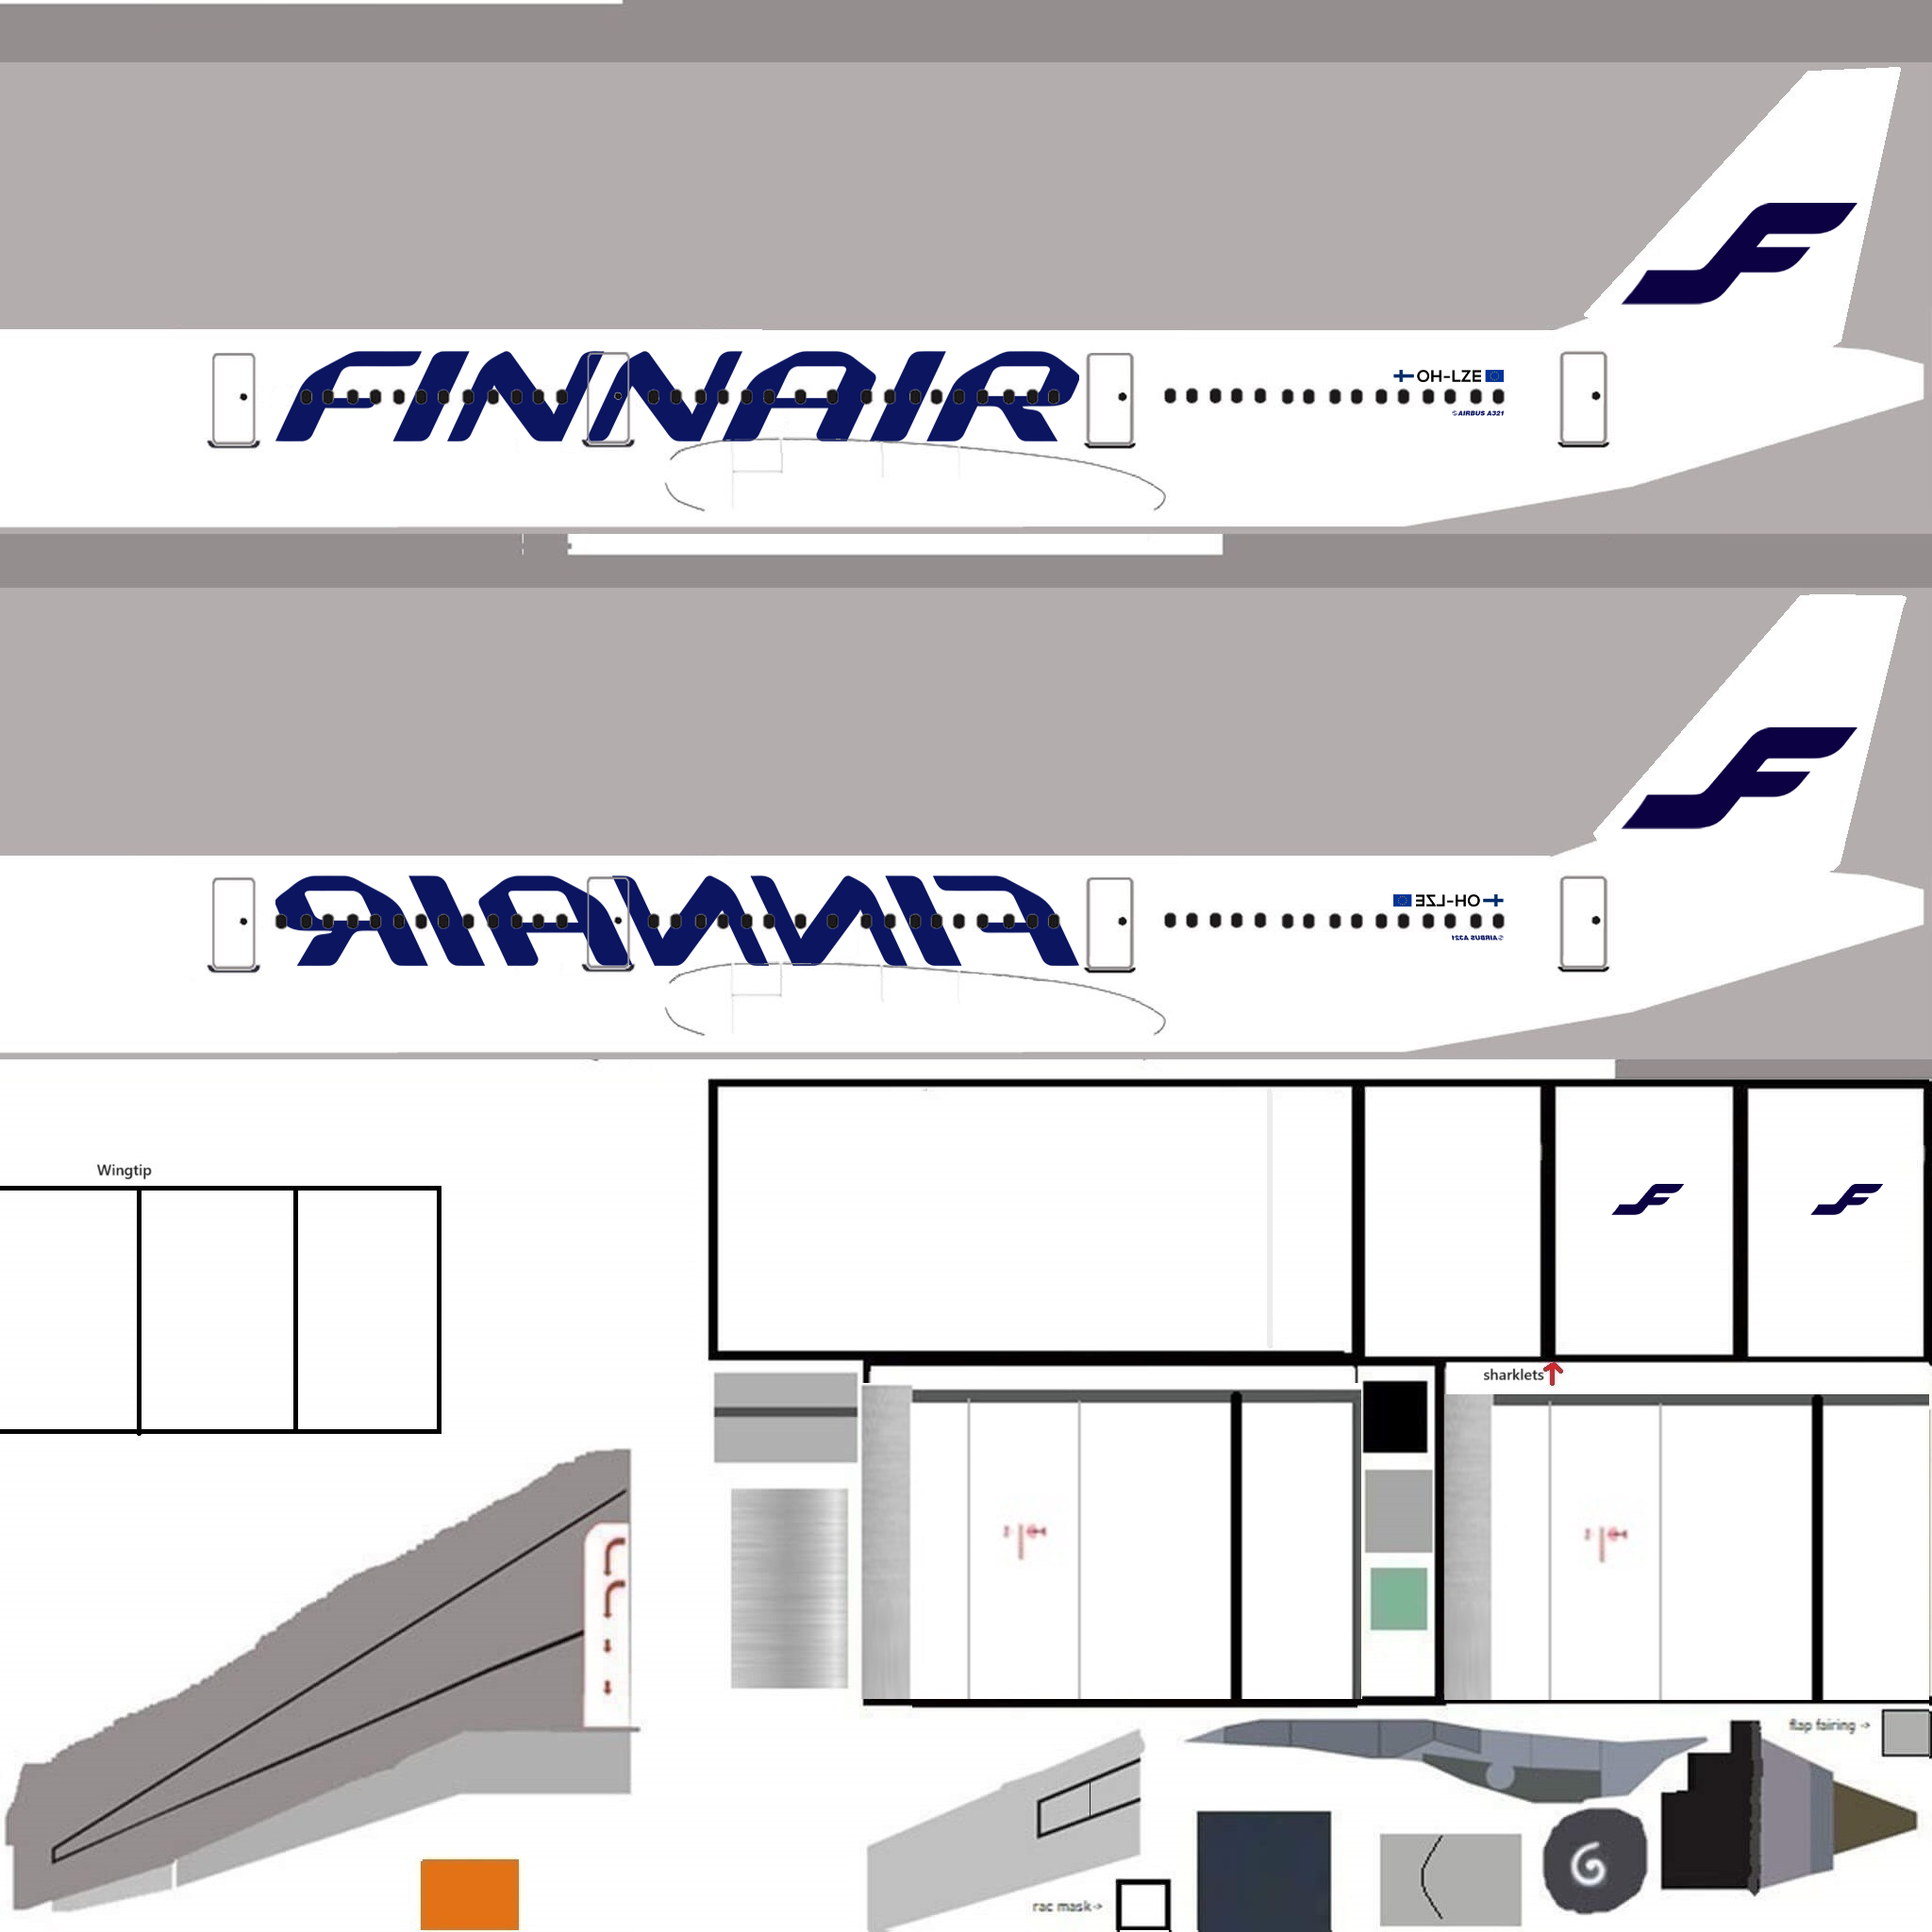 FINNAIR
OH-LZE
AIRBUS A321
FINNAIR
OH-LZE
AIRBUS A321
Wingtip
sharklets
flap fairing ->
rac mask->